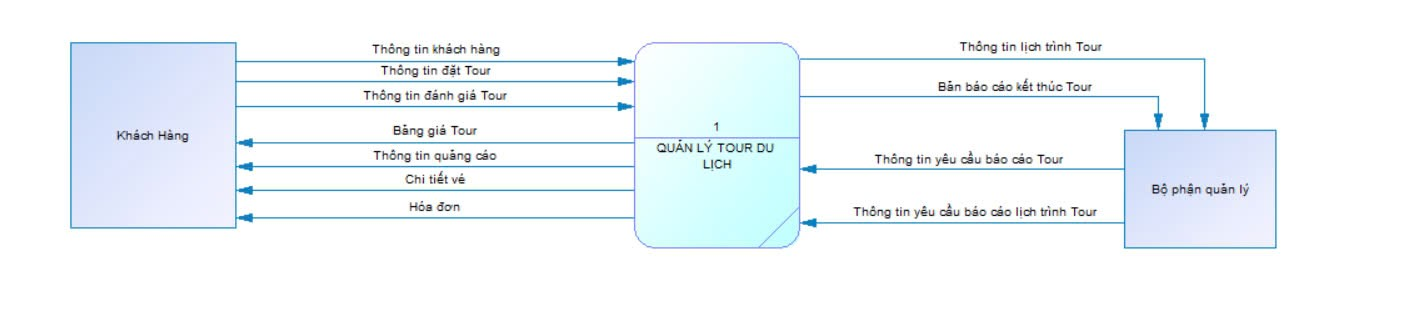 Khách Hàng
Thông tin khách hàng
Thông tin đặt Tour
Thông tin đánh giá Tour
Bảng giá Tour
Thông tin quảng cáo
Chi tiết vé
Hóa đơn
1
QUẢN LÝ TOUR DU
LỊCH
Thông tin lịch trình Tour
Bản báo cáo kết thúc Tour
Thông tin yêu cầu báo cáo Tour
Thông tin yêu cầu báo cáo lịch trình Tour
Bộ phận quản lý